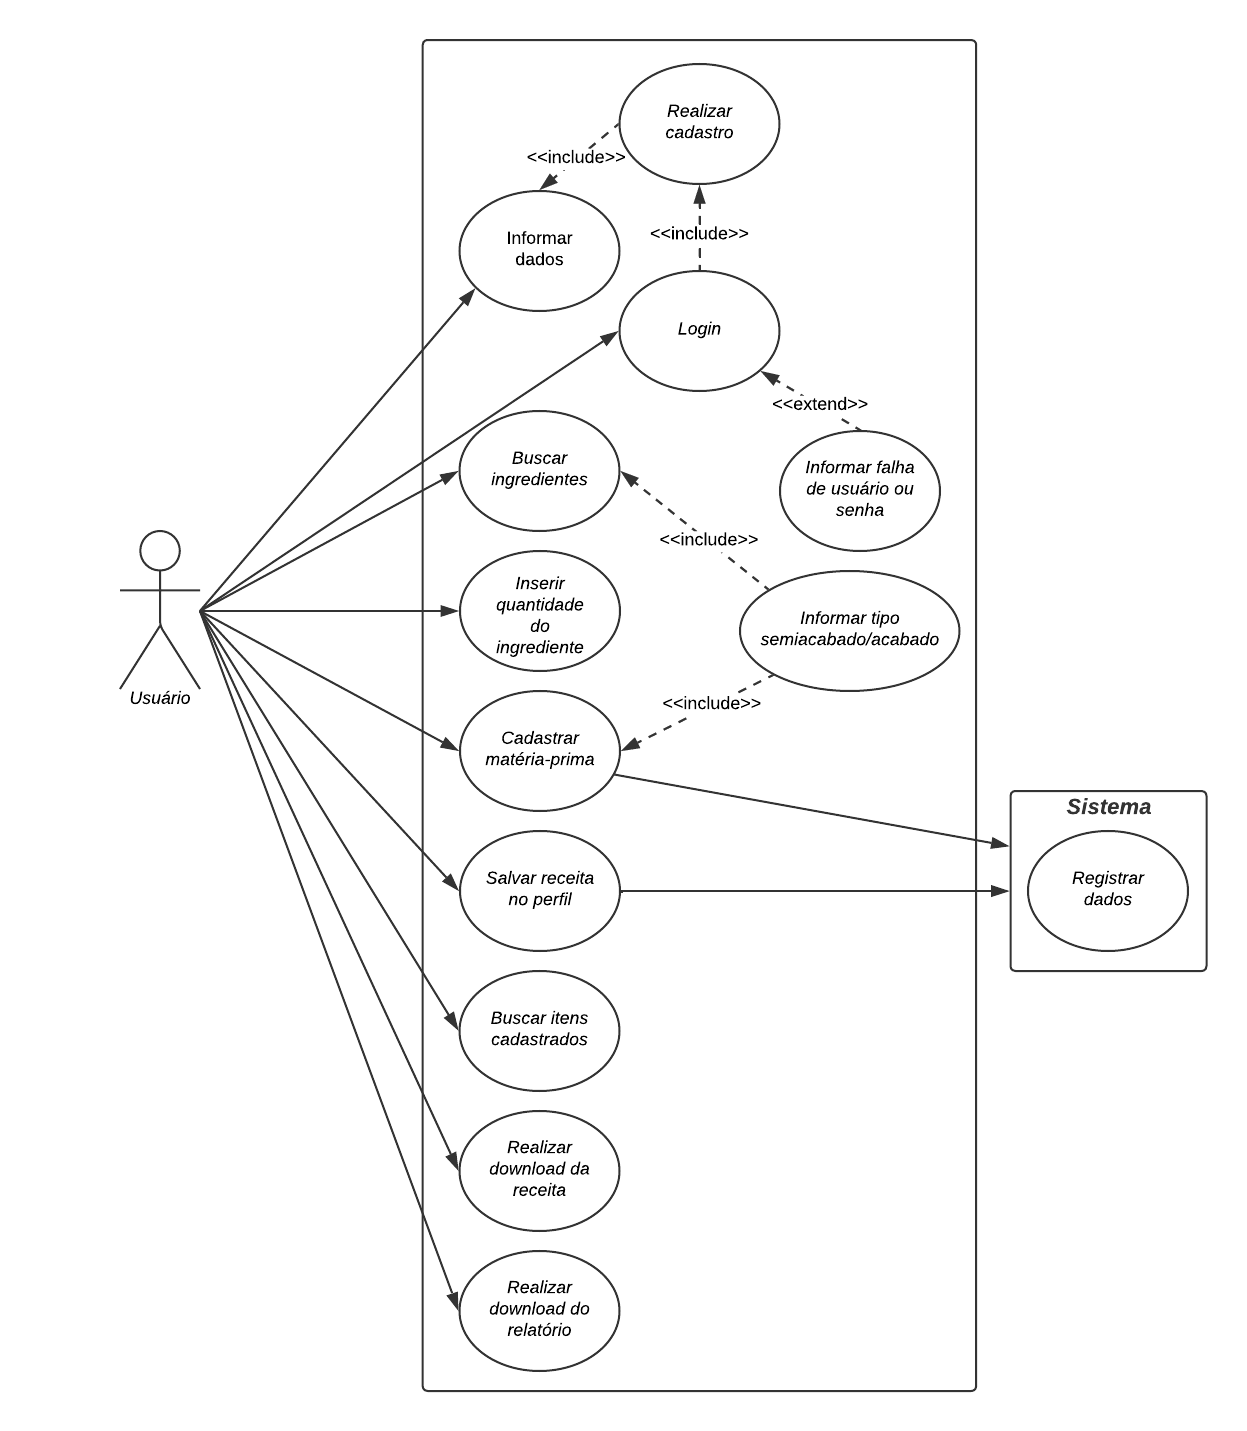 Realizar
cadastro
<<include>>
Informar
dados
<<include>>
Login
<<extend>>
Buscar
ingredientes
Informar falha
de usuário ou
senha
<<include>>
Inserir
quantidade
do
ingrediente
Informar tipo
semiacabado/acabado
Usuário
<<include>>
Cadastrar
matéria-prima
Sistema
Salvar receita
no perfil
Registrar
dados
Buscar itens
cadastrados
Realizar
download da
receita
Realizar
download do
relatório